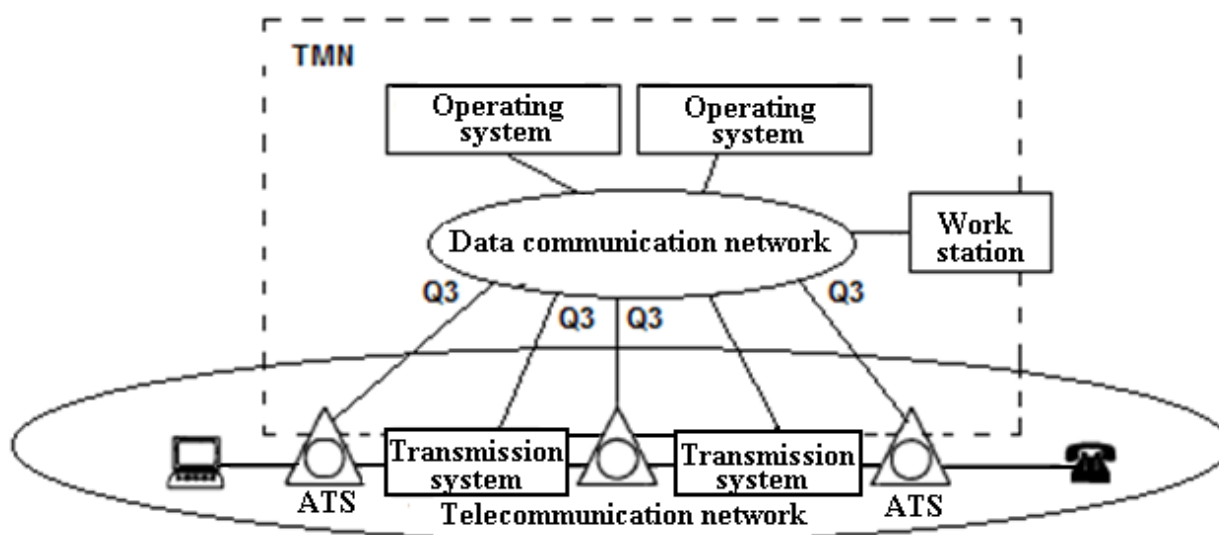 TMN
Operating
system
Operating
system
Data communication network
Work
station
Q3
Q3
Q3
Q3
Transmission
system
Transmission
system
ATS
ATS
Telecommunication network